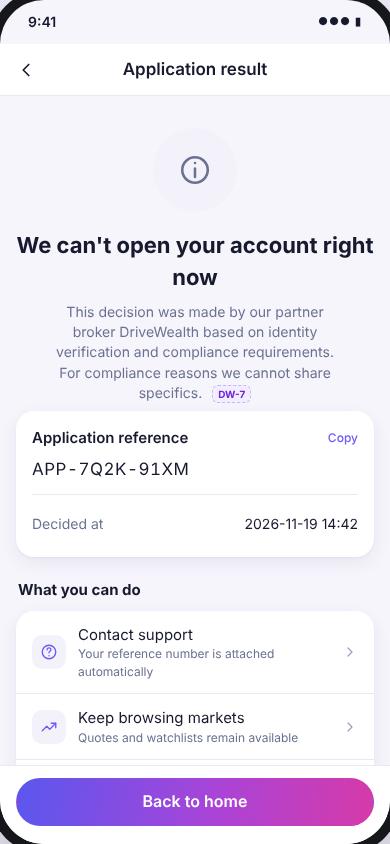 9:41
Application result
We can't open your account right
now
This decision was made by our partner
broker DriveWealth based on identity
verification and compliance requirements.
For compliance reasons we cannot share
specifics. DW-7
Application reference Copy
APP-7Q2K-91XM
Decided at 2026-11-19 14:42
What you can do
Contact support
Your reference number is attached
automatically
Keep browsing markets
Quotes and watchlists remain available
Back to home